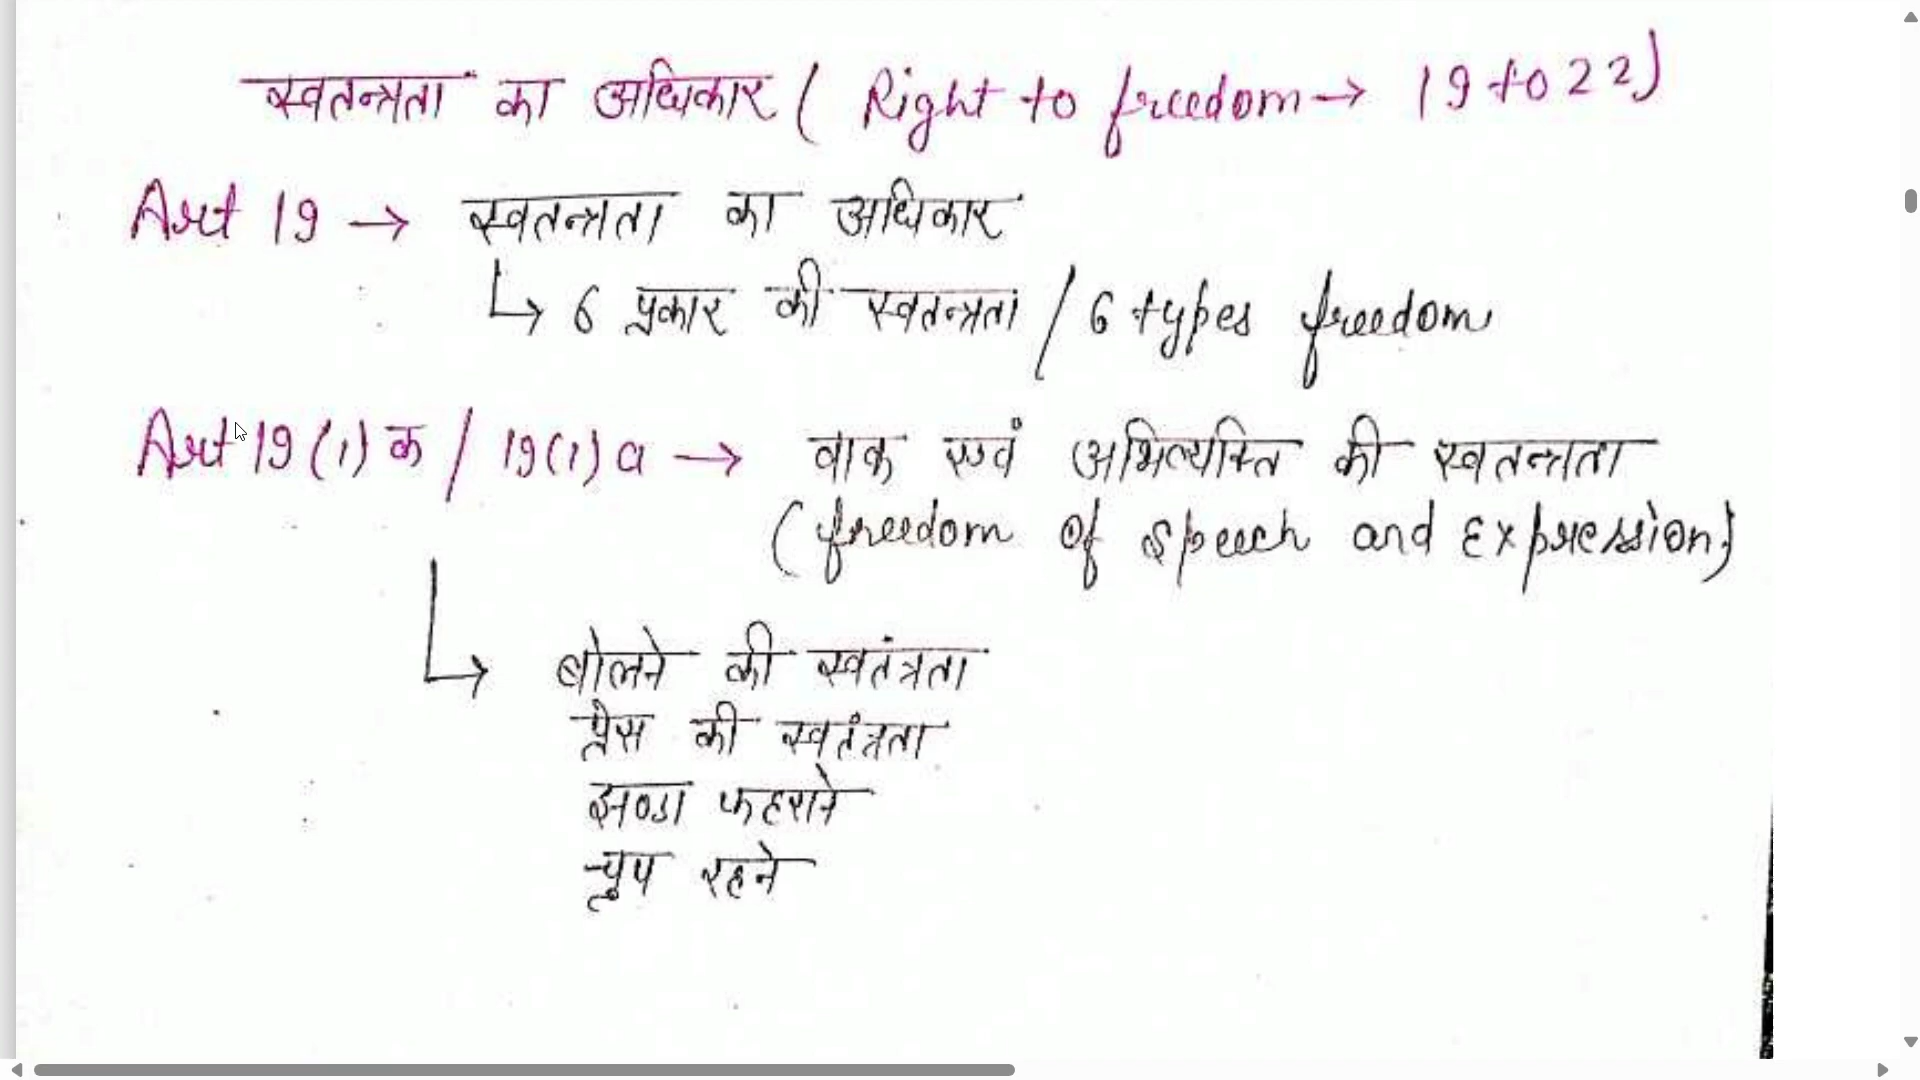 स्वतन्त्रता का अधिकार ( Right to freedom → 19 to 22)
Art 19 → स्वतन्त्रता का अधिकार
↳ 6 प्रकार की स्वतन्त्रता / 6 types freedom
Art 19 (1) क / 19(1) a → वाक एवं अभिव्यक्ति की स्वतन्त्रता
(freedom of speech and Expression)
↳ बोलने की स्वतंत्रता
प्रेस की स्वतंत्रता
झण्डा फहराने
चुप रहने